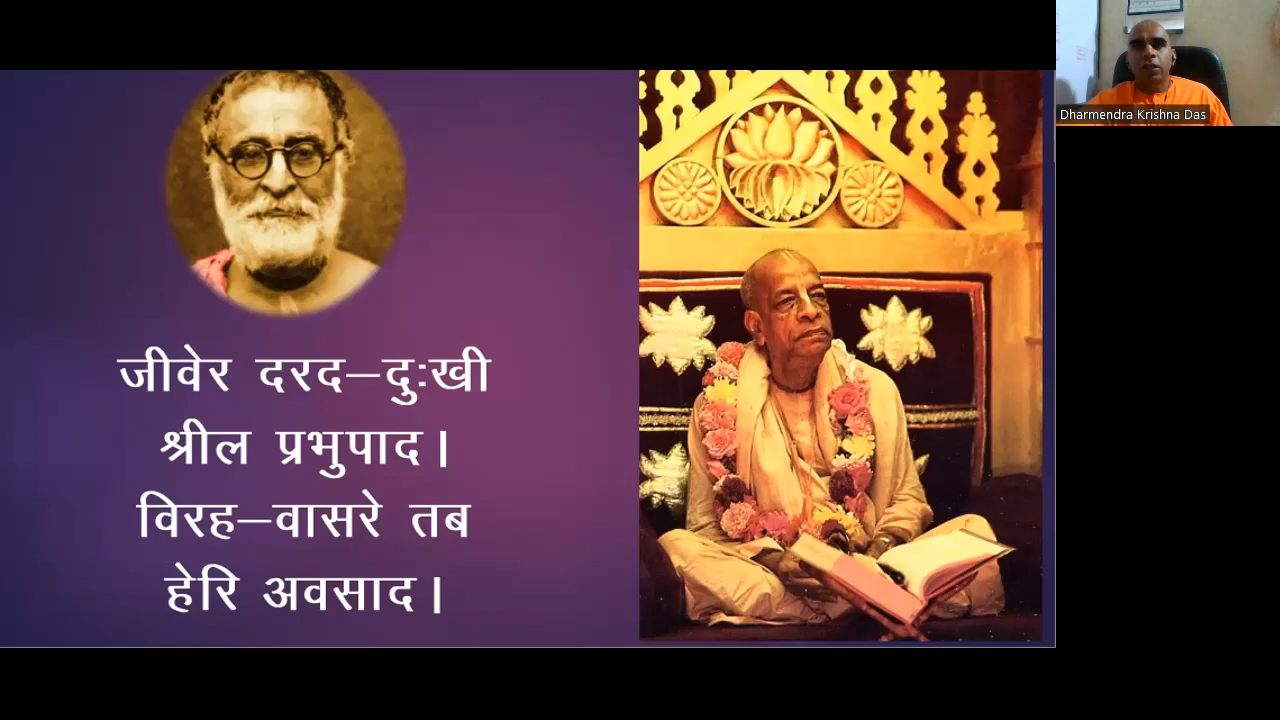 Dharmendra Krishna Das
जीवेर दरद–दुःखी
श्रील प्रभुपाद।
विरह–वासरे तब
हेरि अवसाद।